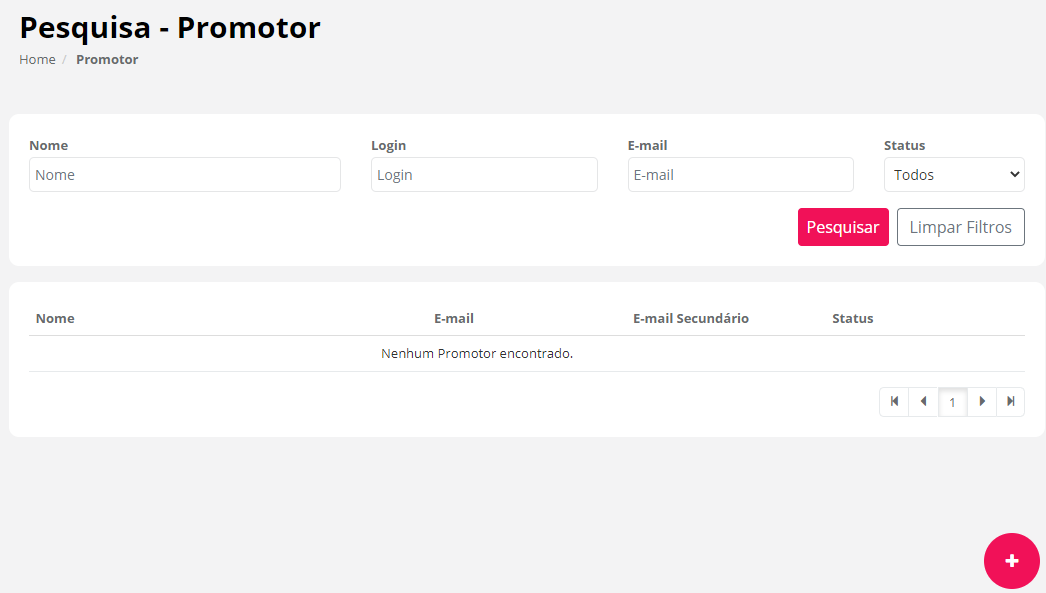 Pesquisa - Promotor
Home / Promotor
Nome Login E-mail Status
Nome Login E-mail Todos
Pesquisar Limpar Filtros
Nome E-mail E-mail Secundário Status
Nenhum Promotor encontrado.
1